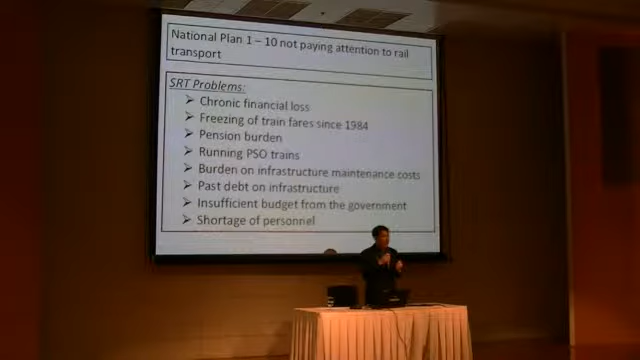 National Plan 1 – 10 not paying attention to rail
transport
SRT Problems:
➢ Chronic financial loss
➢ Freezing of train fares since 1984
➢ Pension burden
➢ Running PSO trains
➢ Burden on infrastructure maintenance costs
➢ Past debt on infrastructure
➢ Insufficient budget from the government
➢ Shortage of personnel